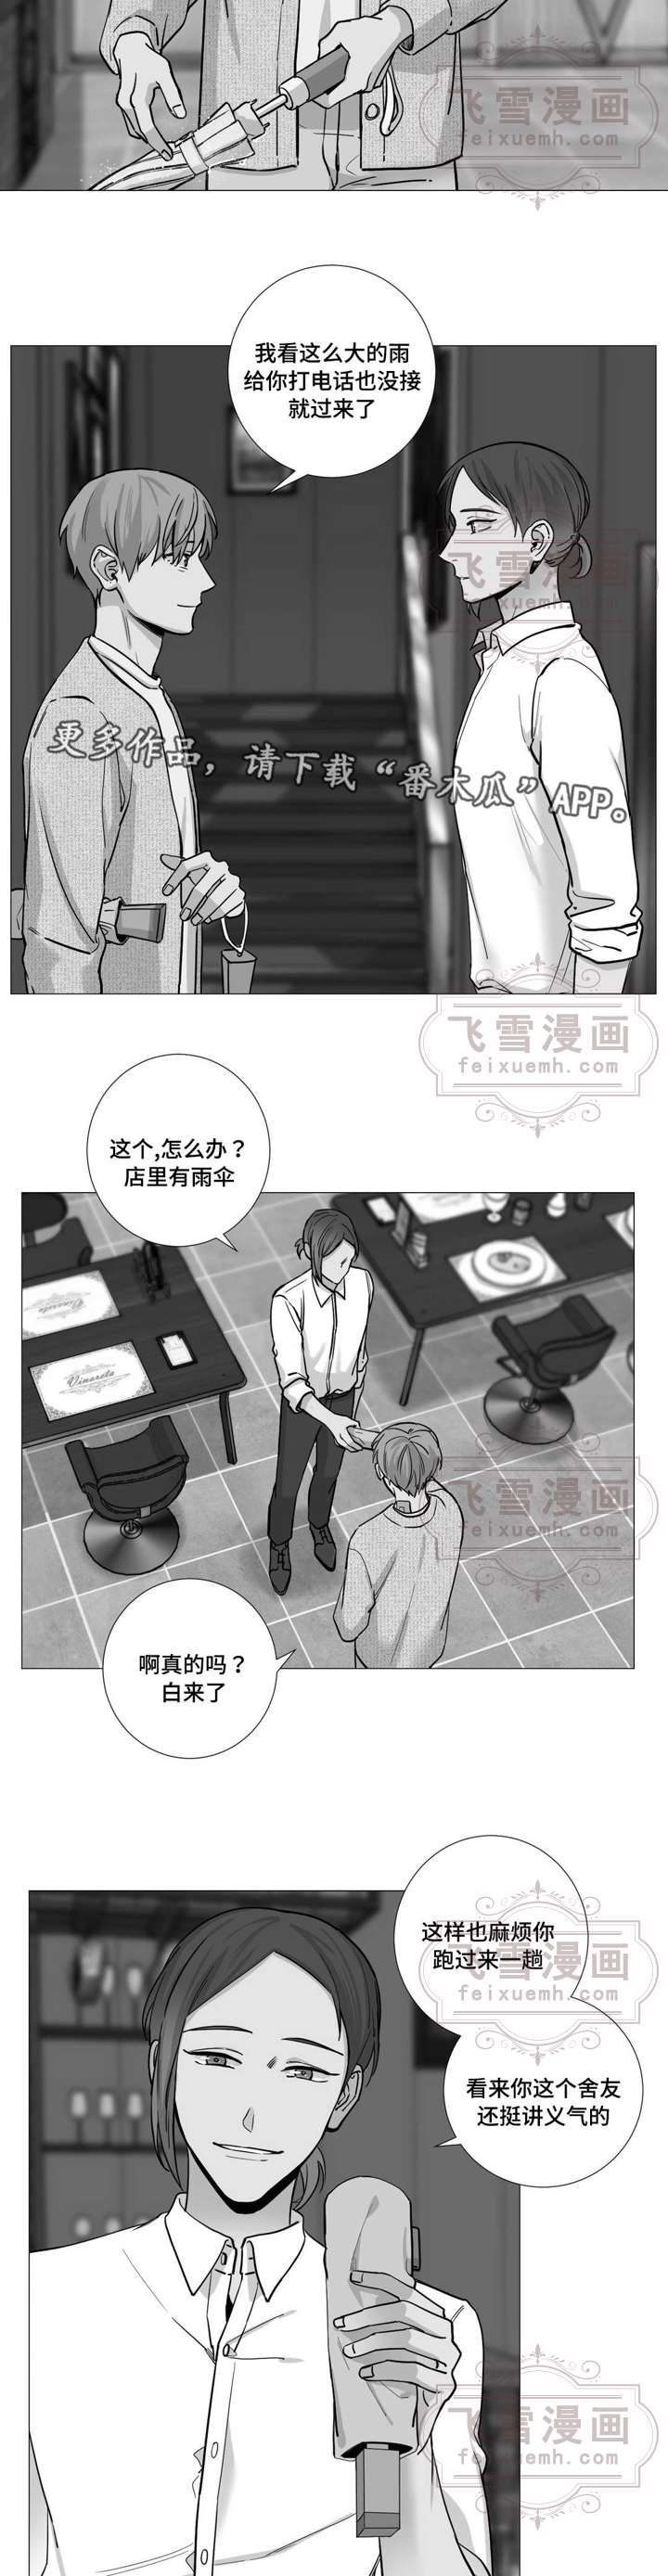 飞雪漫画
feixuemh.com
我看这么大的雨
给你打电话也没接
就过来了
飞雪漫画
feixuemh.com
更多作品，请下载“番木瓜”APP。
飞雪漫画
feixuemh.com
这个,怎么办？
店里有雨伞
Vinoreta
飞雪漫画
feixuemh.com
啊真的吗？
白来了
这样也麻烦你
跑过来一趟
飞雪漫画
feixuemh.com
看来你这个舍友
还挺讲义气的
飞雪漫画
feixuemh.com